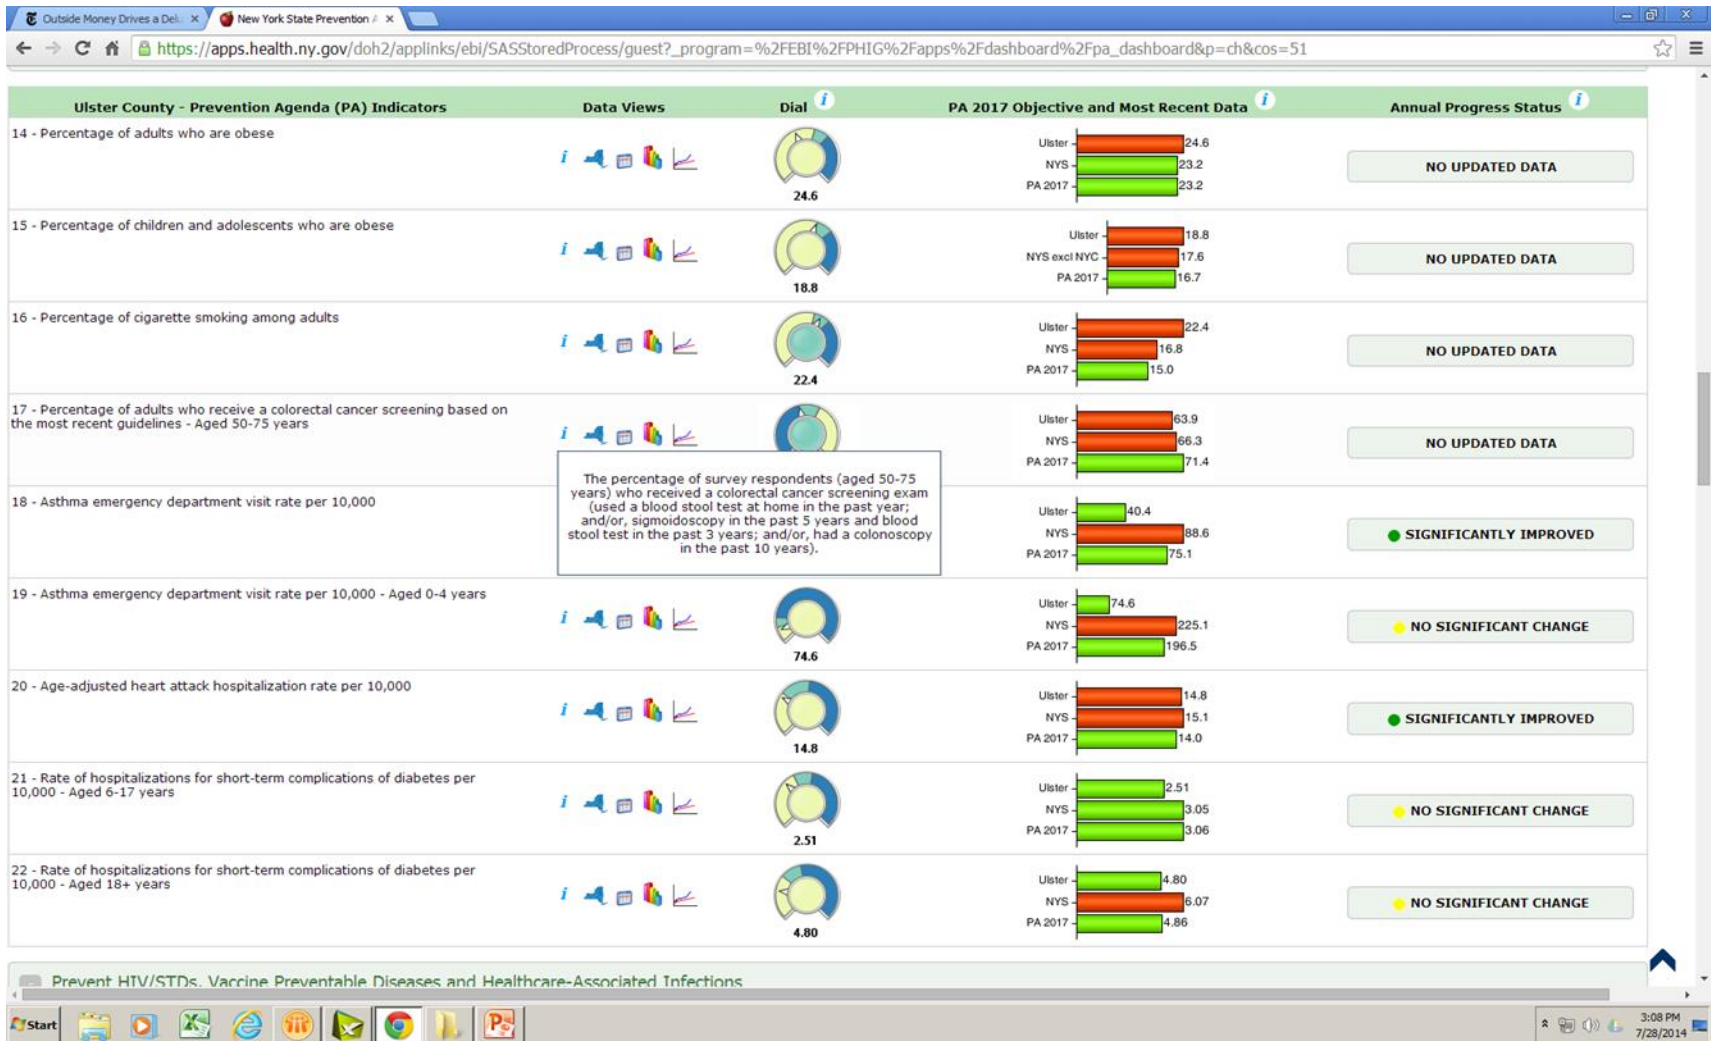 Outside Money Drives a Del
New York State Prevention A
https://apps.health.ny.gov/doh2/applinks/ebi/SASStoredProcess/guest?_program=%2FEBI%2FPHIG%2Fapps%2Fdashboard%2Fpa_dashboard&p=ch&cos=51
Ulster County - Prevention Agenda (PA) Indicators
Data Views
Dial
PA 2017 Objective and Most Recent Data
Annual Progress Status
14 - Percentage of adults who are obese
24.6
Ulster 24.6
NYS 23.2
PA 2017 23.2
NO UPDATED DATA
15 - Percentage of children and adolescents who are obese
18.8
Ulster 18.8
NYS excl NYC 17.6
PA 2017 16.7
NO UPDATED DATA
16 - Percentage of cigarette smoking among adults
22.4
Ulster 22.4
NYS 16.8
PA 2017 15.0
NO UPDATED DATA
17 - Percentage of adults who receive a colorectal cancer screening based on
the most recent guidelines - Aged 50-75 years
Ulster 63.9
NYS 66.3
PA 2017 71.4
NO UPDATED DATA
The percentage of survey respondents (aged 50-75
years) who received a colorectal cancer screening exam
(used a blood stool test at home in the past year;
and/or, sigmoidoscopy in the past 5 years and blood
stool test in the past 3 years; and/or, had a colonoscopy
in the past 10 years).
18 - Asthma emergency department visit rate per 10,000
Ulster 40.4
NYS 88.6
PA 2017 75.1
SIGNIFICANTLY IMPROVED
19 - Asthma emergency department visit rate per 10,000 - Aged 0-4 years
74.6
Ulster 74.6
NYS 225.1
PA 2017 196.5
NO SIGNIFICANT CHANGE
20 - Age-adjusted heart attack hospitalization rate per 10,000
14.8
Ulster 14.8
NYS 15.1
PA 2017 14.0
SIGNIFICANTLY IMPROVED
21 - Rate of hospitalizations for short-term complications of diabetes per
10,000 - Aged 6-17 years
2.51
Ulster 2.51
NYS 3.05
PA 2017 3.06
NO SIGNIFICANT CHANGE
22 - Rate of hospitalizations for short-term complications of diabetes per
10,000 - Aged 18+ years
4.80
Ulster 4.80
NYS 6.07
PA 2017 4.86
NO SIGNIFICANT CHANGE
Prevent HIV/STDs, Vaccine Preventable Diseases and Healthcare-Associated Infections
Start
3:08 PM
7/28/2014